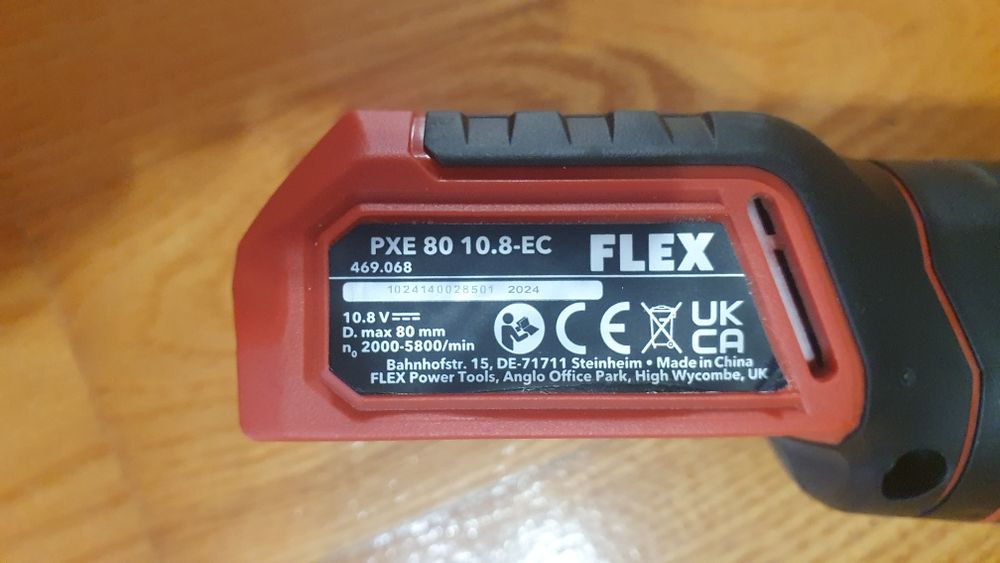 PXE 80 10.8-EC
FLEX
469.068
1024140028501 2024
10.8 V
D. max 80 mm
n₀ 2000-5800/min
CE
UK
CA
Bahnhofstr. 15, DE-71711 Steinheim • Made in China
FLEX Power Tools, Anglo Office Park, High Wycombe, UK